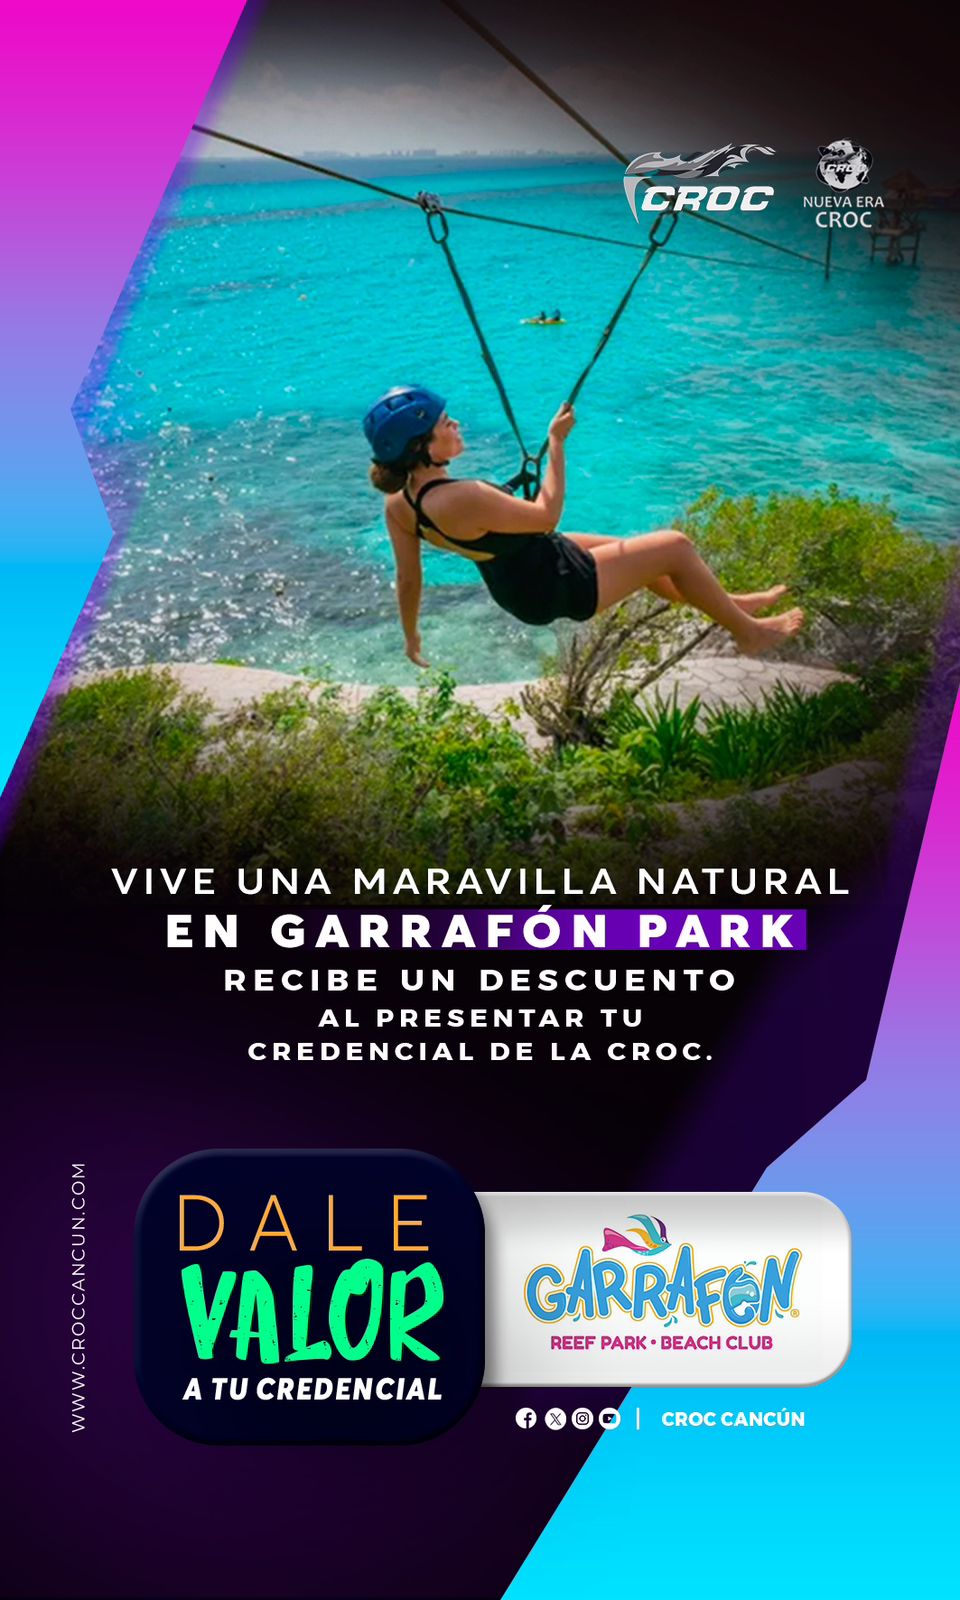 CROC
CROC
NUEVA ERA
CROC
VIVE UNA MARAVILLA NATURAL
EN GARRAFÓN PARK
RECIBE UN DESCUENTO
AL PRESENTAR TU
CREDENCIAL DE LA CROC.
WWW.CROCCANCUN.COM
DALE
VALOR
A TU CREDENCIAL
GARRAFÓN®
REEF PARK • BEACH CLUB
| CROC CANCÚN